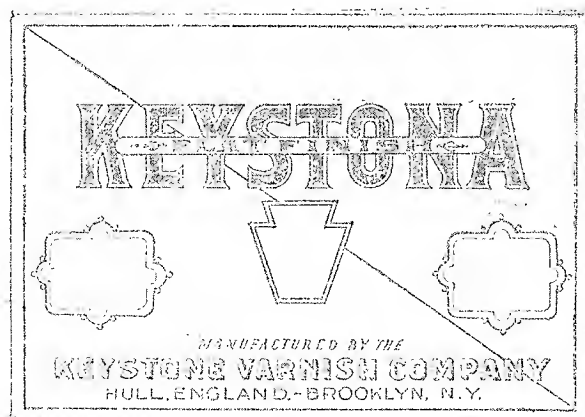 KEYSTONA
FLAT FINISH
MANUFACTURED BY THE
KEYSTONE VARNISH COMPANY
HULL, ENGLAND.-BROOKLYN, N.Y.